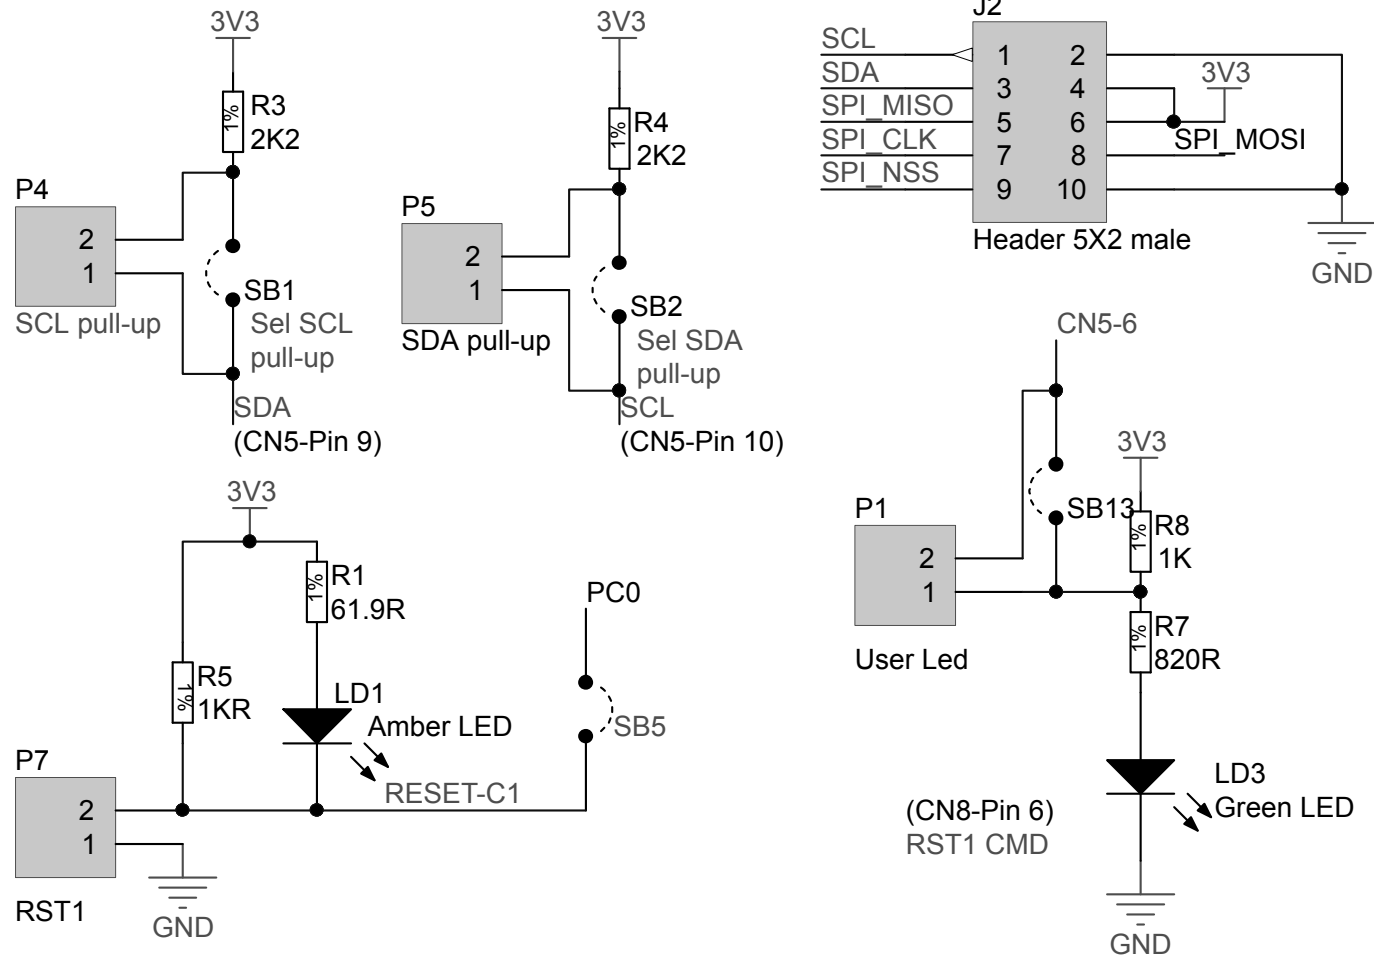 3V3
1%
R3
2K2
P4
2
1
SCL pull-up
SB1
Sel SCL
pull-up
SDA
(CN5-Pin 9)
3V3
1%
R4
2K2
P5
2
1
SDA pull-up
SB2
Sel SDA
pull-up
SCL
(CN5-Pin 10)
J2
SCL
1 2
SDA
3 4
3V3
SPI_MISO
5 6
SPI_CLK
7 8
SPI_MOSI
SPI_NSS
9 10
Header 5X2 male
GND
3V3
1%
R1
61.9R
1%
R5
1KR
LD1
Amber LED
RESET-C1
PC0
SB5
P7
2
1
RST1
GND
CN5-6
3V3
SB13
1%
R8
1K
P1
2
1
User Led
1%
R7
820R
LD3
Green LED
(CN8-Pin 6)
RST1 CMD
GND